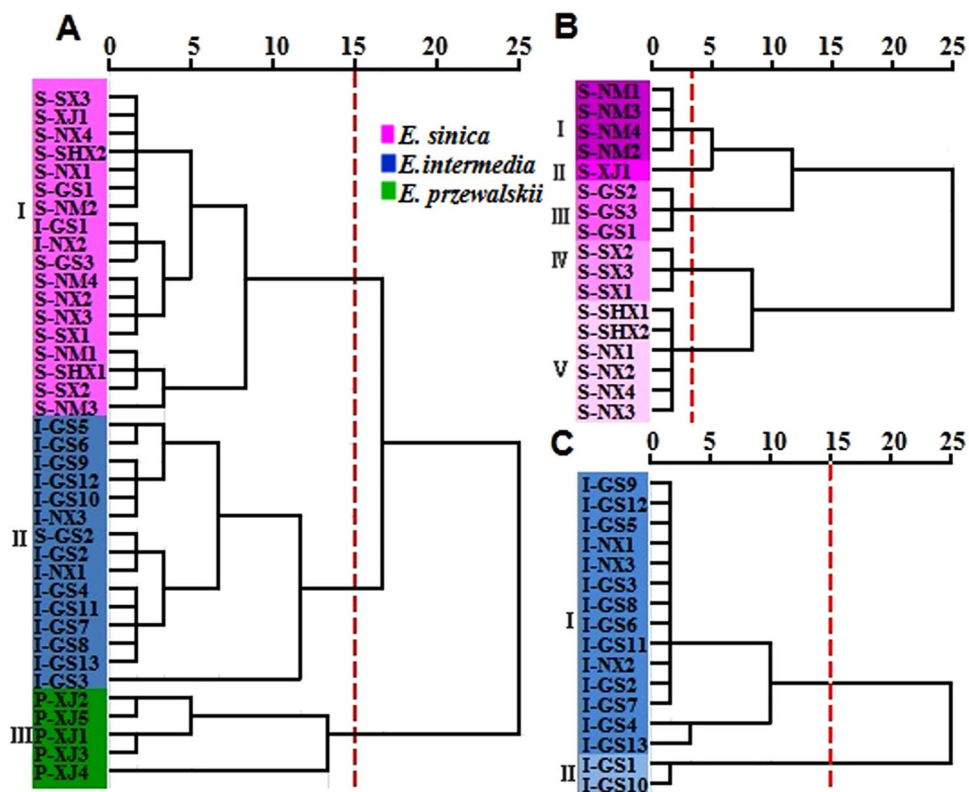 A
0 5 10 15 20 25
S-SX3
S-XJ1
S-NX4
S-SHX2
S-NX1
S-GS1
S-NM2
I
I-GS1
I-NX2
S-GS3
S-NM4
S-NX2
S-NX3
S-SX1
S-NM1
S-SHX1
S-SX2
S-NM3
I-GS5
I-GS6
I-GS9
I-GS12
I-GS10
I-NX3
II
S-GS2
I-GS2
I-NX1
I-GS4
I-GS11
I-GS7
I-GS8
I-GS13
I-GS3
P-XJ2
P-XJ5
III
P-XJ1
P-XJ3
P-XJ4
E. sinica
E.intermedia
E. przewalskii
B
0 5 10 15 20 25
S-NM1
S-NM3
I
S-NM4
S-NM2
II
S-XJ1
S-GS2
S-GS3
III
S-GS1
S-SX2
IV
S-SX3
S-SX1
S-SHX1
S-SHX2
S-NX1
V
S-NX2
S-NX4
S-NX3
C
0 5 10 15 20 25
I-GS9
I-GS12
I-GS5
I-NX1
I-NX3
I-GS3
I-GS8
I
I-GS6
I-GS11
I-NX2
I-GS2
I-GS7
I-GS4
I-GS13
II
I-GS1
I-GS10